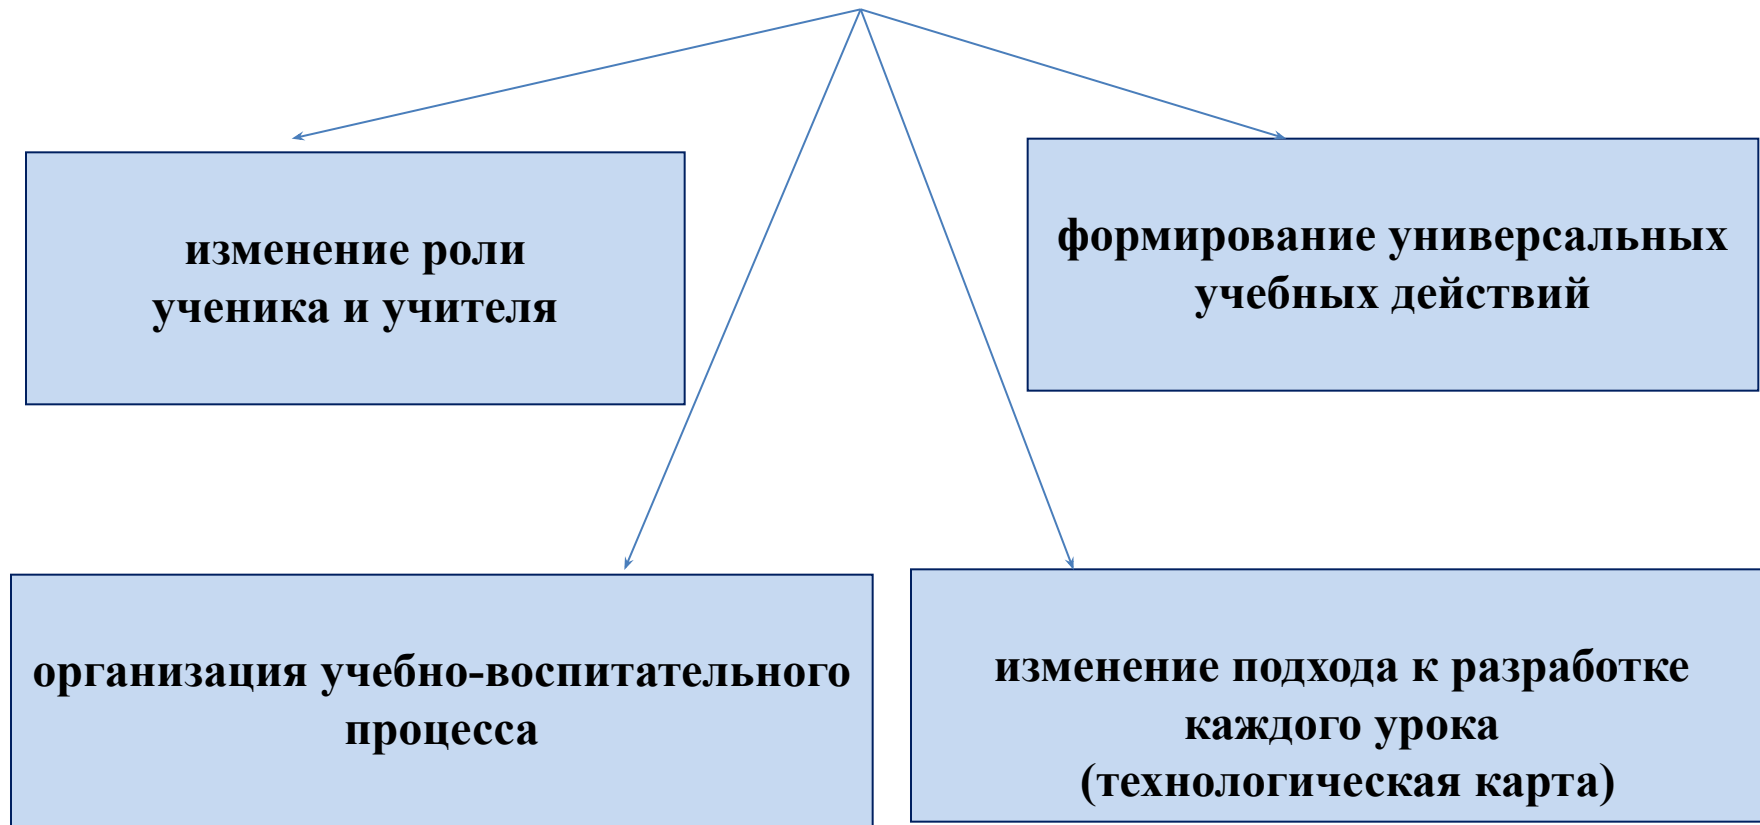 изменение роли
ученика и учителя
формирование универсальных
учебных действий
организация учебно-воспитательного
процесса
изменение подхода к разработке
каждого урока
(технологическая карта)